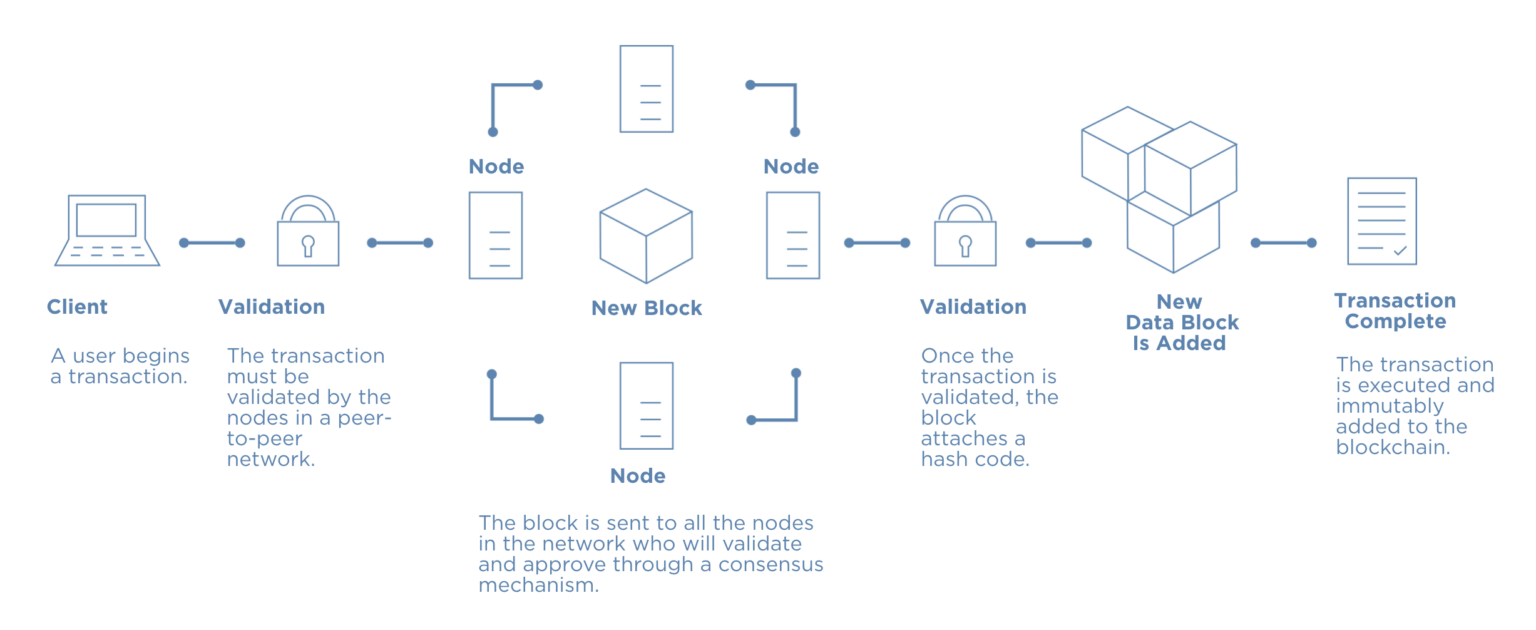 Client
A user begins
a transaction.
Validation
The transaction
must be
validated by the
nodes in a peer-
to-peer
network.
Node
Node
New Block
Node
The block is sent to all the nodes
in the network who will validate
and approve through a consensus
mechanism.
Validation
Once the
transaction is
validated, the
block
attaches a
hash code.
New
Data Block
Is Added
Transaction
Complete
The transaction
is executed and
immutably
added to the
blockchain.